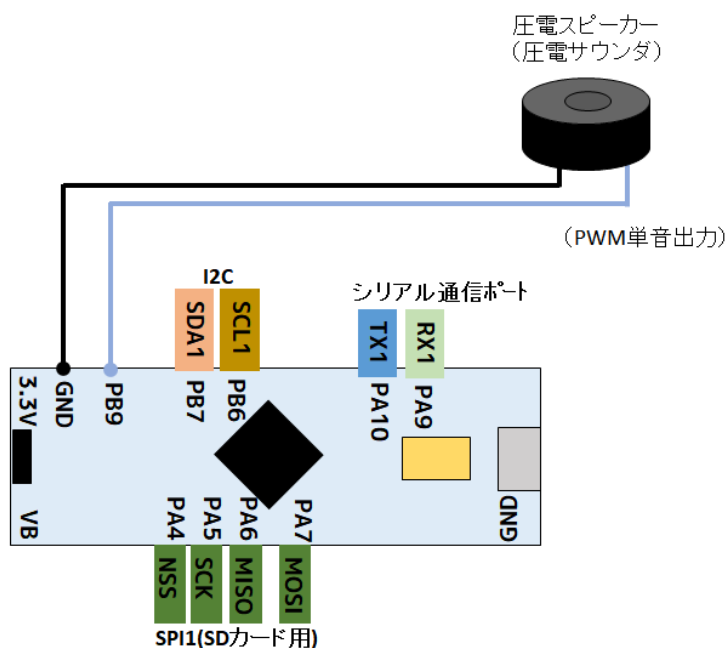 圧電スピーカー
（圧電サウンダ）
（PWM単音出力）
I2C
シリアル通信ポート
SDA1
SCL1
TX1
RX1
3.3V
GND
PB9
PB7
PB6
PA10
PA9
VB
PA4
PA5
PA6
PA7
GND
NSS
SCK
MISO
MOSI
SPI1(SDカード用)